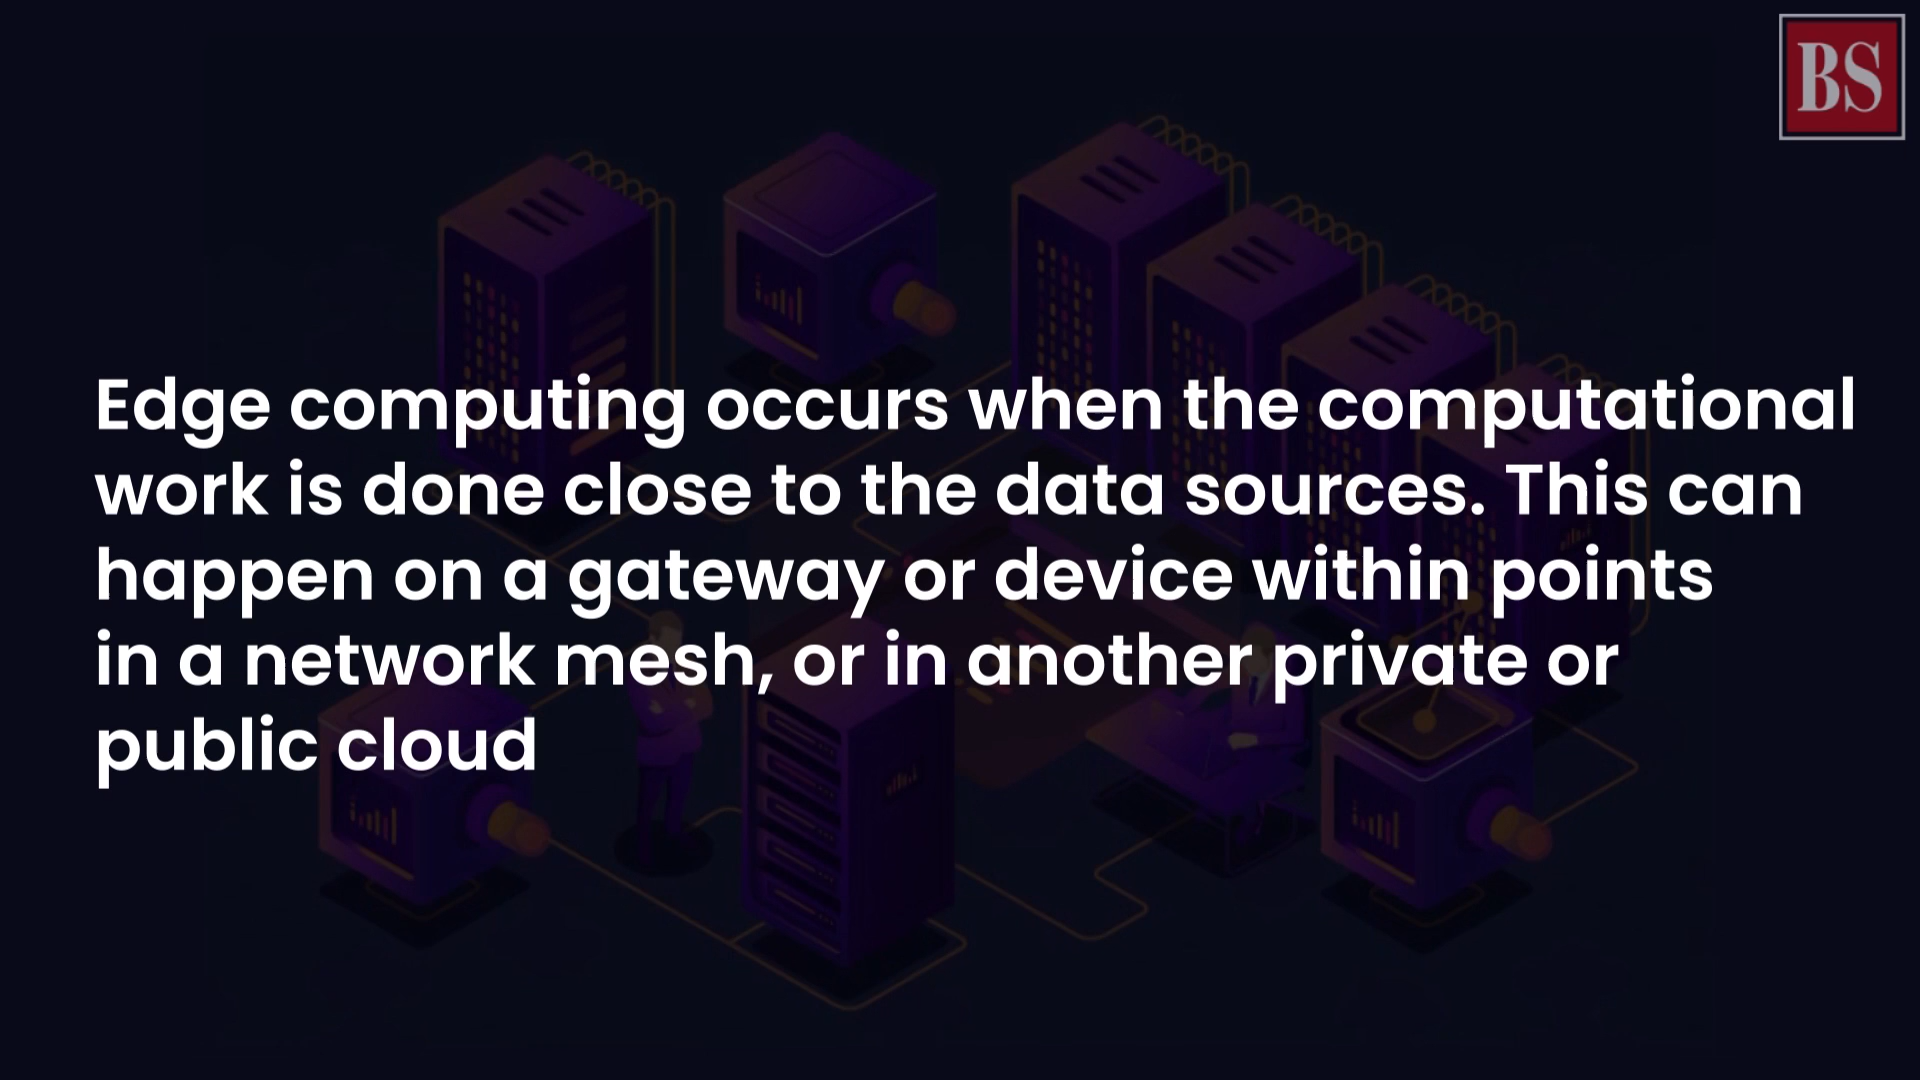 BS
Edge computing occurs when the computational
work is done close to the data sources. This can
happen on a gateway or device within points
in a network mesh, or in another private or
public cloud